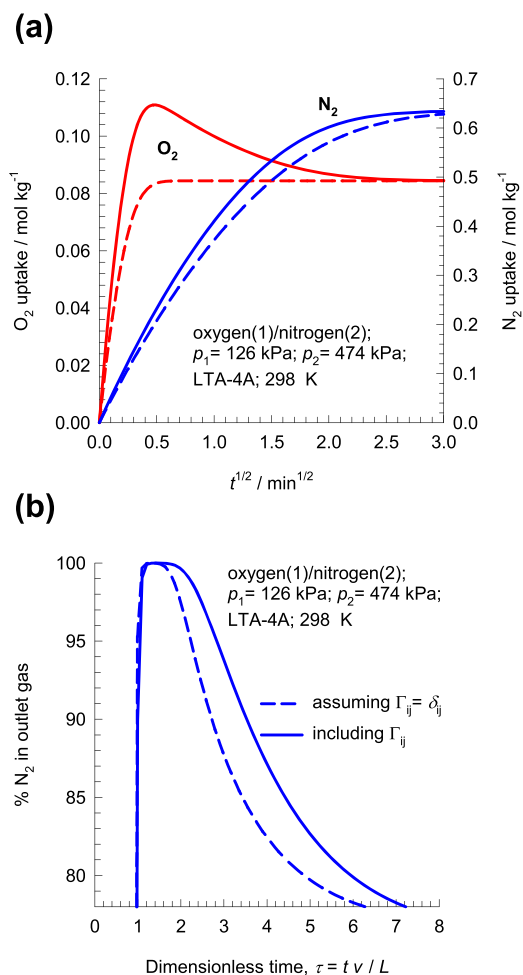 (a)
0.12
0.10
0.08
0.06
0.04
0.02
0.00
O₂ uptake / mol kg⁻¹
O₂
N₂
oxygen(1)/nitrogen(2);
p₁= 126 kPa; p₂= 474 kPa;
LTA-4A; 298 K
0.7
0.6
0.5
0.4
0.3
0.2
0.1
0.0
N₂ uptake / mol kg⁻¹
0.0 0.5 1.0 1.5 2.0 2.5 3.0
t¹ᐟ² / min¹ᐟ²
(b)
100
95
90
85
80
% N₂ in outlet gas
oxygen(1)/nitrogen(2);
p₁= 126 kPa; p₂= 474 kPa;
LTA-4A; 298 K
assuming Γᵢⱼ= δᵢⱼ
including Γᵢⱼ
0 1 2 3 4 5 6 7 8
Dimensionless time, τ = t v / L